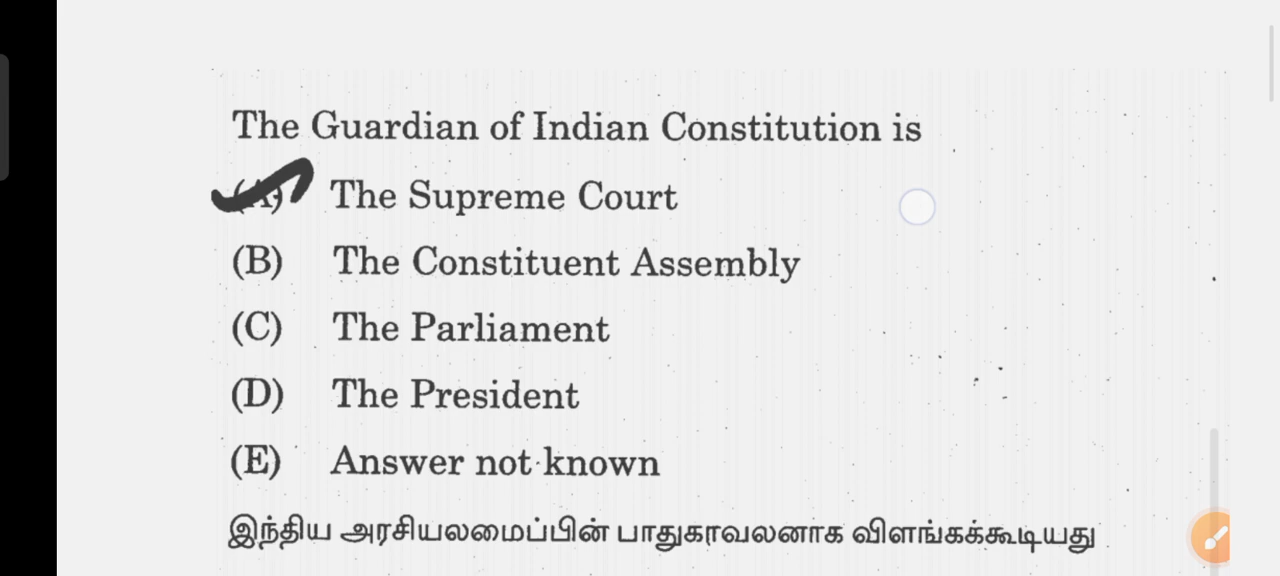 The Guardian of Indian Constitution is
(A) The Supreme Court
(B) The Constituent Assembly
(C) The Parliament
(D) The President
(E) Answer not known
இந்திய அரசியலமைப்பின் பாதுகாவலனாக விளங்கக்கூடியது